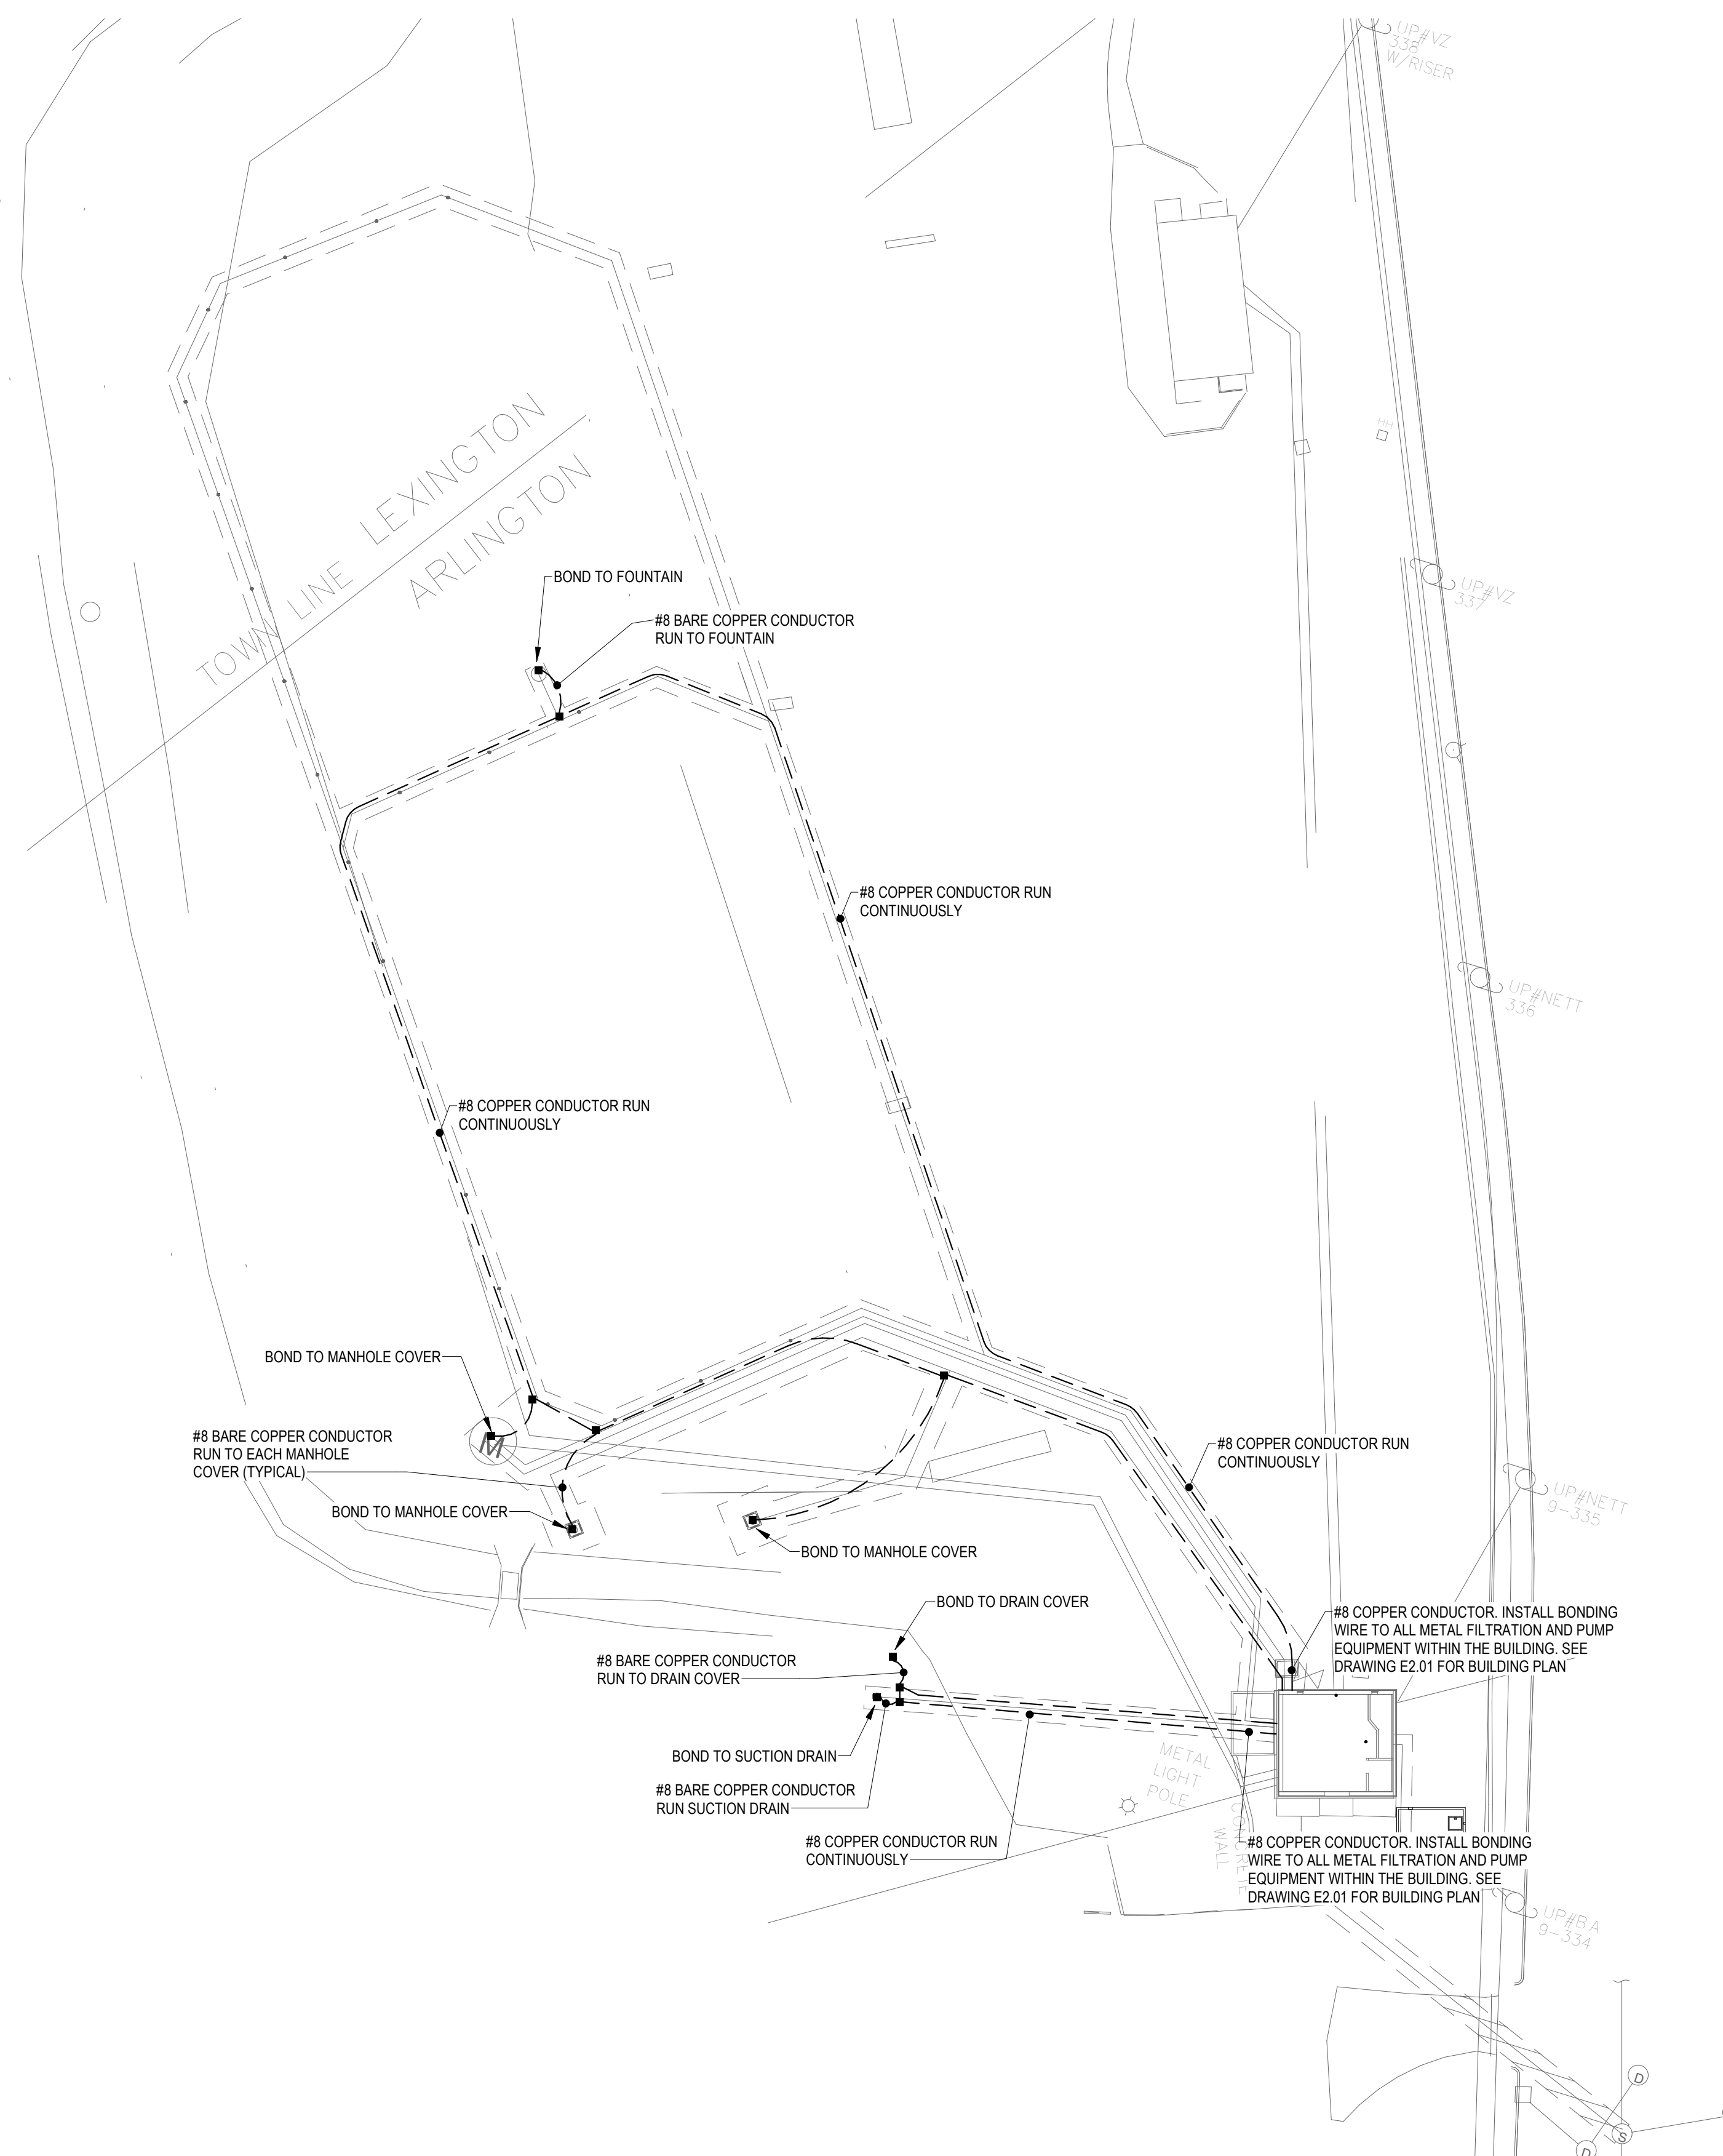 UP#VZ
338
W/RISER
HH
TOWN LINE LEXINGTON
ARLINGTON
BOND TO FOUNTAIN
#8 BARE COPPER CONDUCTOR
RUN TO FOUNTAIN
UP#VZ
337
#8 COPPER CONDUCTOR RUN
CONTINUOUSLY
UP#NETT
336
#8 COPPER CONDUCTOR RUN
CONTINUOUSLY
BOND TO MANHOLE COVER
M
#8 BARE COPPER CONDUCTOR
RUN TO EACH MANHOLE
COVER (TYPICAL)
BOND TO MANHOLE COVER
#8 COPPER CONDUCTOR RUN
CONTINUOUSLY
UP#NETT
9-335
BOND TO MANHOLE COVER
BOND TO DRAIN COVER
#8 COPPER CONDUCTOR. INSTALL BONDING
WIRE TO ALL METAL FILTRATION AND PUMP
EQUIPMENT WITHIN THE BUILDING. SEE
DRAWING E2.01 FOR BUILDING PLAN
#8 BARE COPPER CONDUCTOR
RUN TO DRAIN COVER
BOND TO SUCTION DRAIN
#8 BARE COPPER CONDUCTOR
RUN SUCTION DRAIN
METAL
LIGHT
POLE
CONCRETE
WALL
#8 COPPER CONDUCTOR RUN
CONTINUOUSLY
#8 COPPER CONDUCTOR. INSTALL BONDING
WIRE TO ALL METAL FILTRATION AND PUMP
EQUIPMENT WITHIN THE BUILDING. SEE
DRAWING E2.01 FOR BUILDING PLAN
UP#BA
9-334
D
S
D